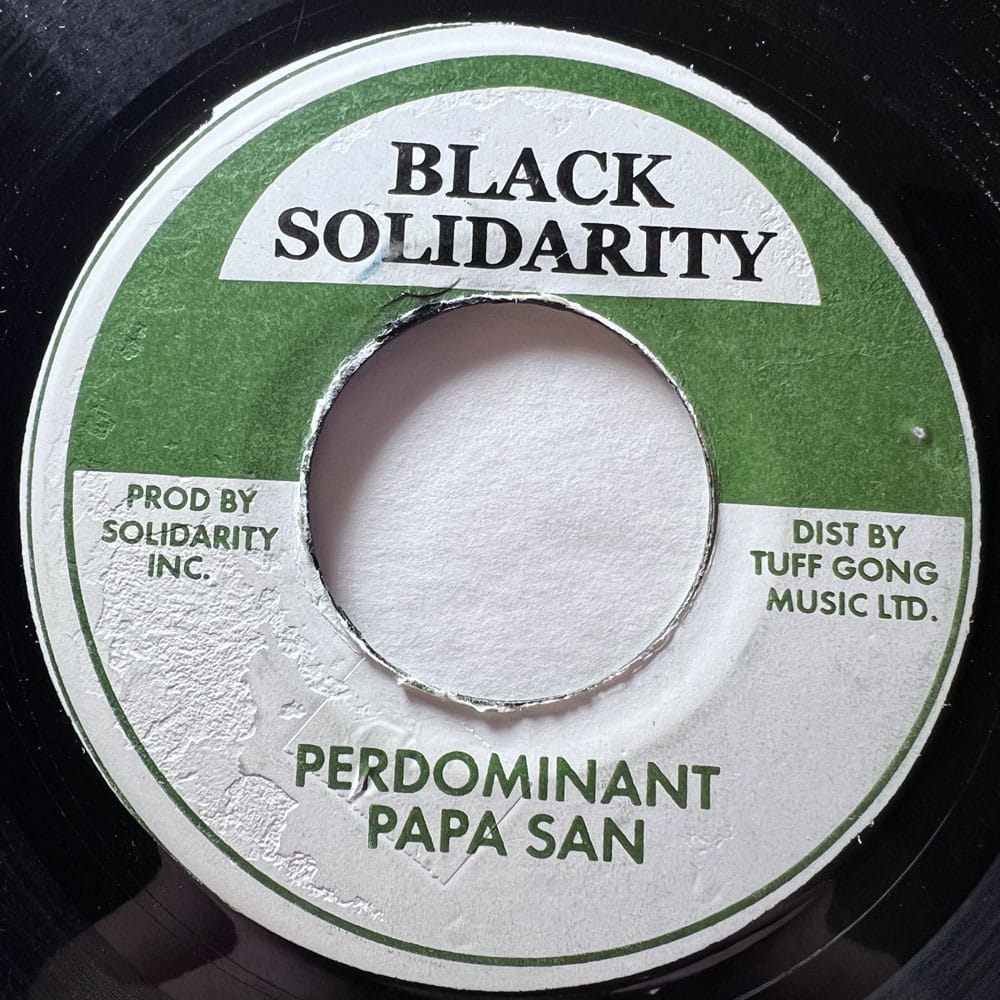 BLACK
SOLIDARITY
PROD BY
SOLIDARITY
INC.
DIST BY
TUFF GONG
MUSIC LTD.
PERDOMINANT
PAPA SAN